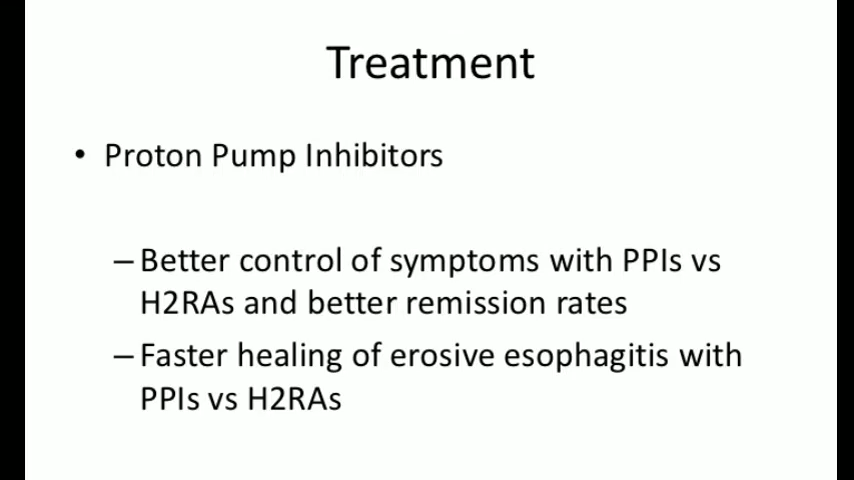 Treatment
• Proton Pump Inhibitors
– Better control of symptoms with PPIs vs
H2RAs and better remission rates
– Faster healing of erosive esophagitis with
PPIs vs H2RAs